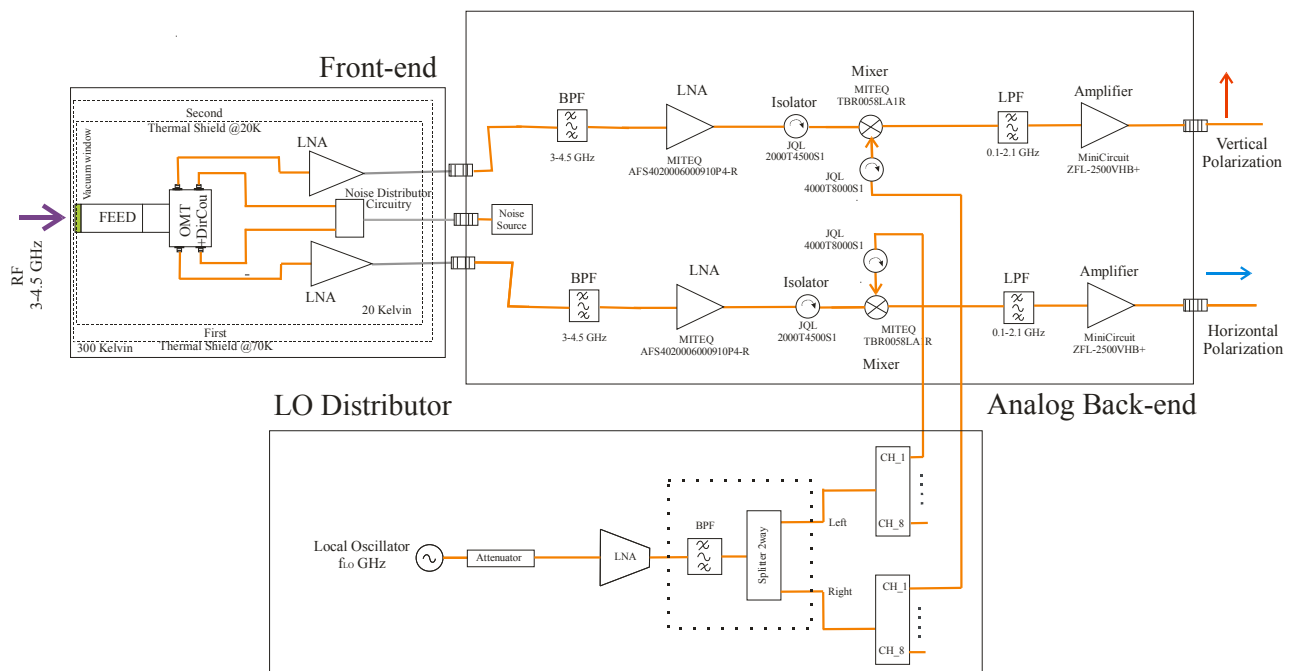 Front-end
Second
Thermal Shield @20K
Vacuum window
LNA
Noise Distributor
Circuitry
FEED
OMT
+DirCou
RF
3-4.5 GHz
LNA
20 Kelvin
First
Thermal Shield @70K
300 Kelvin
Noise
Source
BPF
3-4.5 GHz
LNA
MITEQ
AFS4020006000910P4-R
Isolator
JQL
2000T4500S1
Mixer
MITEQ
TBR0058LA1R
JQL
4000T8000S1
LPF
0.1-2.1 GHz
Amplifier
MiniCircuit
ZFL-2500VHB+
Vertical
Polarization
BPF
3-4.5 GHz
LNA
MITEQ
AFS4020006000910P4-R
Isolator
JQL
2000T4500S1
JQL
4000T8000S1
MITEQ
TBR0058LA1R
Mixer
LPF
0.1-2.1 GHz
Amplifier
MiniCircuit
ZFL-2500VHB+
Horizontal
Polarization
LO Distributor
Analog Back-end
Local Oscillator
fLO GHz
Attenuator
LNA
BPF
Splitter 2way
Left
Right
CH_1
CH_8
CH_1
CH_8